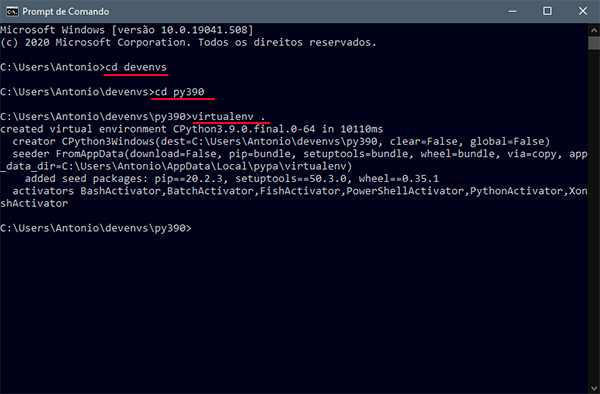 Prompt de Comando
Microsoft Windows [versão 10.0.19041.508]
(c) 2020 Microsoft Corporation. Todos os direitos reservados.
C:\Users\Antonio>cd devenvs
C:\Users\Antonio\devenvs>cd py390
C:\Users\Antonio\devenvs\py390>virtualenv .
created virtual environment CPython3.9.0.final.0-64 in 10110ms
  creator CPython3Windows(dest=C:\Users\Antonio\devenvs\py390, clear=False, global=False)
  seeder FromAppData(download=False, pip=bundle, setuptools=bundle, wheel=bundle, via=copy, app
_data_dir=C:\Users\Antonio\AppData\Local\pypa\virtualenv)
    added seed packages: pip==20.2.3, setuptools==50.3.0, wheel==0.35.1
  activators BashActivator,BatchActivator,FishActivator,PowerShellActivator,PythonActivator,Xon
shActivator
C:\Users\Antonio\devenvs\py390>